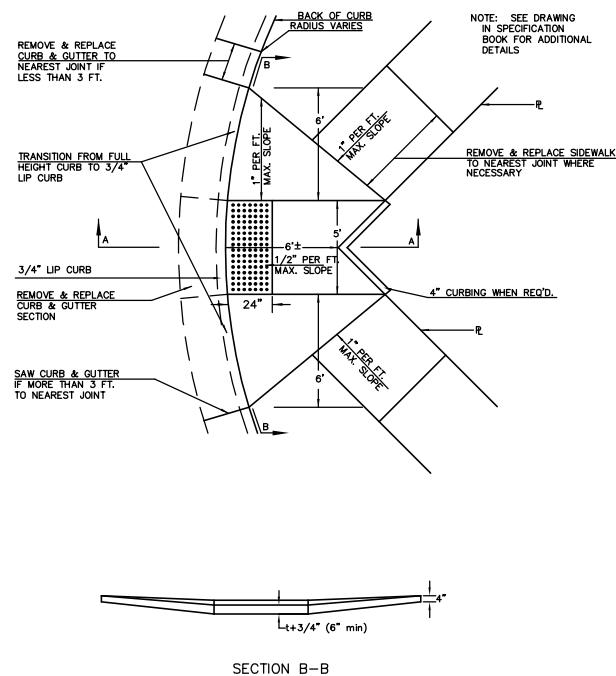 BACK OF CURB
RADIUS VARIES
NOTE: SEE DRAWING
IN SPECIFICATION
BOOK FOR ADDITIONAL
DETAILS
REMOVE & REPLACE
CURB & GUTTER TO
NEAREST JOINT IF
LESS THAN 3 FT.
B
6'
1" PER FT.
MAX. SLOPE
1" PER FT.
MAX. SLOPE
PL
REMOVE & REPLACE SIDEWALK
TO NEAREST JOINT WHERE
NECESSARY
TRANSITION FROM FULL
HEIGHT CURB TO 3/4"
LIP CURB
A
6'±
5'
A
1/2" PER FT.
MAX. SLOPE
3/4" LIP CURB
REMOVE & REPLACE
CURB & GUTTER
SECTION
24"
4" CURBING WHEN REQ'D.
PL
1" PER FT.
MAX. SLOPE
6'
SAW CURB & GUTTER
IF MORE THAN 3 FT.
TO NEAREST JOINT
B
4"
t+3/4" (6" min)
SECTION B-B